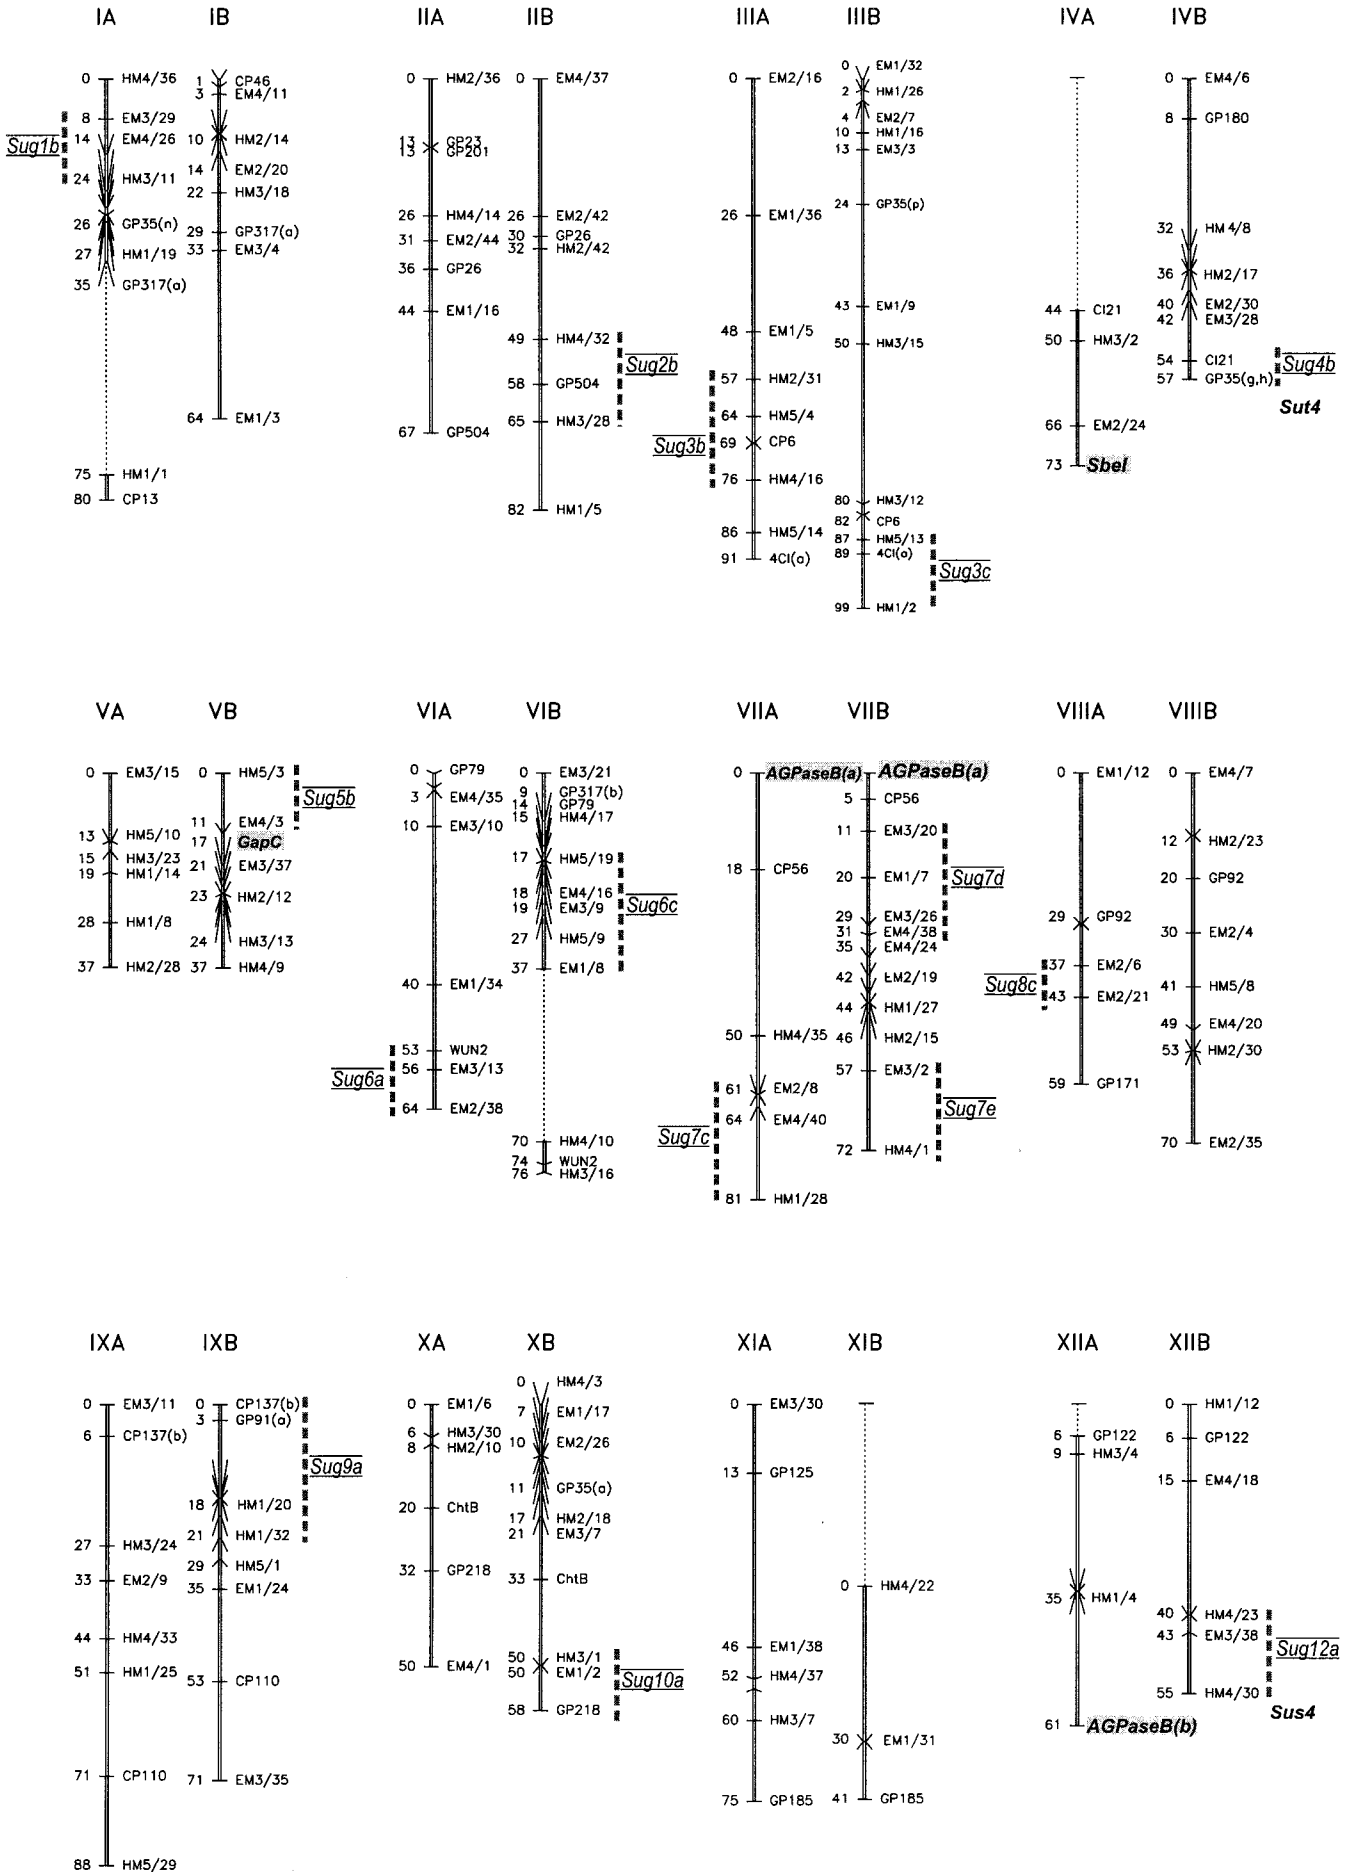 IA IB IIA IIB IIIA IIIB IVA IVB
0 HM4/36
8 EM3/29
14 EM4/26
24 HM3/11
26 GP35(n)
27 HM1/19
35 GP317(a)
75 HM1/1
80 CP13
Sug1b
1 CP46
3 EM4/11
10 HM2/14
14 EM2/20
22 HM3/18
29 GP317(a)
33 EM3/4
64 EM1/3
0 HM2/36
13 GP23
13 GP201
26 HM4/14
31 EM2/44
36 GP26
44 EM1/16
67 GP504
0 EM4/37
26 EM2/42
30 GP26
32 HM2/42
49 HM4/32
58 GP504
65 HM3/28
82 HM1/5
Sug2b
0 EM2/16
26 EM1/36
48 EM1/5
57 HM2/31
64 HM5/4
69 CP6
76 HM4/16
86 HM5/14
91 4Cl(a)
Sug3b
0 EM1/32
2 HM1/26
4 EM2/7
10 HM1/16
13 EM3/3
24 GP35(p)
43 EM1/9
50 HM3/15
80 HM3/12
82 CP6
87 HM5/13
89 4Cl(a)
99 HM1/2
Sug3c
44 CI21
50 HM3/2
66 EM2/24
73 SbeI
0 EM4/6
8 GP180
32 HM4/8
36 HM2/17
40 EM2/30
42 EM3/28
54 CI21
57 GP35(g,h)
Sug4b
Sut4
VA VB VIA VIB VIIA VIIB VIIIA VIIIB
0 EM3/15
13 HM5/10
15 HM3/23
19 HM1/14
28 HM1/8
37 HM2/28
0 HM5/3
11 EM4/3
17 GapC
21 EM3/37
23 HM2/12
24 HM3/13
37 HM4/9
Sug5b
0 GP79
3 EM4/35
10 EM3/10
40 EM1/34
53 WUN2
56 EM3/13
64 EM2/38
Sug6a
0 EM3/21
9 GP317(b)
14 GP79
15 HM4/17
17 HM5/19
18 EM4/16
19 EM3/9
27 HM5/9
37 EM1/8
70 HM4/10
74 WUN2
76 HM3/16
Sug6c
0 AGPaseB(a)
18 CP56
50 HM4/35
61 EM2/8
64 EM4/40
81 HM1/28
Sug7c
AGPaseB(a)
5 CP56
11 EM3/20
20 EM1/7
29 EM3/26
31 EM4/38
35 EM4/24
42 EM2/19
44 HM1/27
46 HM2/15
57 EM3/2
72 HM4/1
Sug7d
Sug7e
0 EM1/12
29 GP92
37 EM2/6
43 EM2/21
59 GP171
Sug8c
0 EM4/7
12 HM2/23
20 GP92
30 EM2/4
41 HM5/8
49 EM4/20
53 HM2/30
70 EM2/35
IXA IXB XA XB XIA XIB XIIA XIIB
0 EM3/11
6 CP137(b)
27 HM3/24
33 EM2/9
44 HM4/33
51 HM1/25
71 CP110
88 HM5/29
0 CP137(b)
3 GP91(a)
18 HM1/20
21 HM1/32
29 HM5/1
35 EM1/24
53 CP110
71 EM3/35
Sug9a
0 EM1/6
6 HM3/30
8 HM2/10
20 ChtB
32 GP218
50 EM4/1
0 HM4/3
7 EM1/17
10 EM2/26
11 GP35(a)
17 HM2/18
21 EM3/7
33 ChtB
50 HM3/1
50 EM1/2
58 GP218
Sug10a
0 EM3/30
13 GP125
46 EM1/38
52 HM4/37
60 HM3/7
75 GP185
0 HM4/22
30 EM1/31
41 GP185
6 GP122
9 HM3/4
35 HM1/4
61 AGPaseB(b)
0 HM1/12
6 GP122
15 EM4/18
40 HM4/23
43 EM3/38
55 HM4/30
Sug12a
Sus4